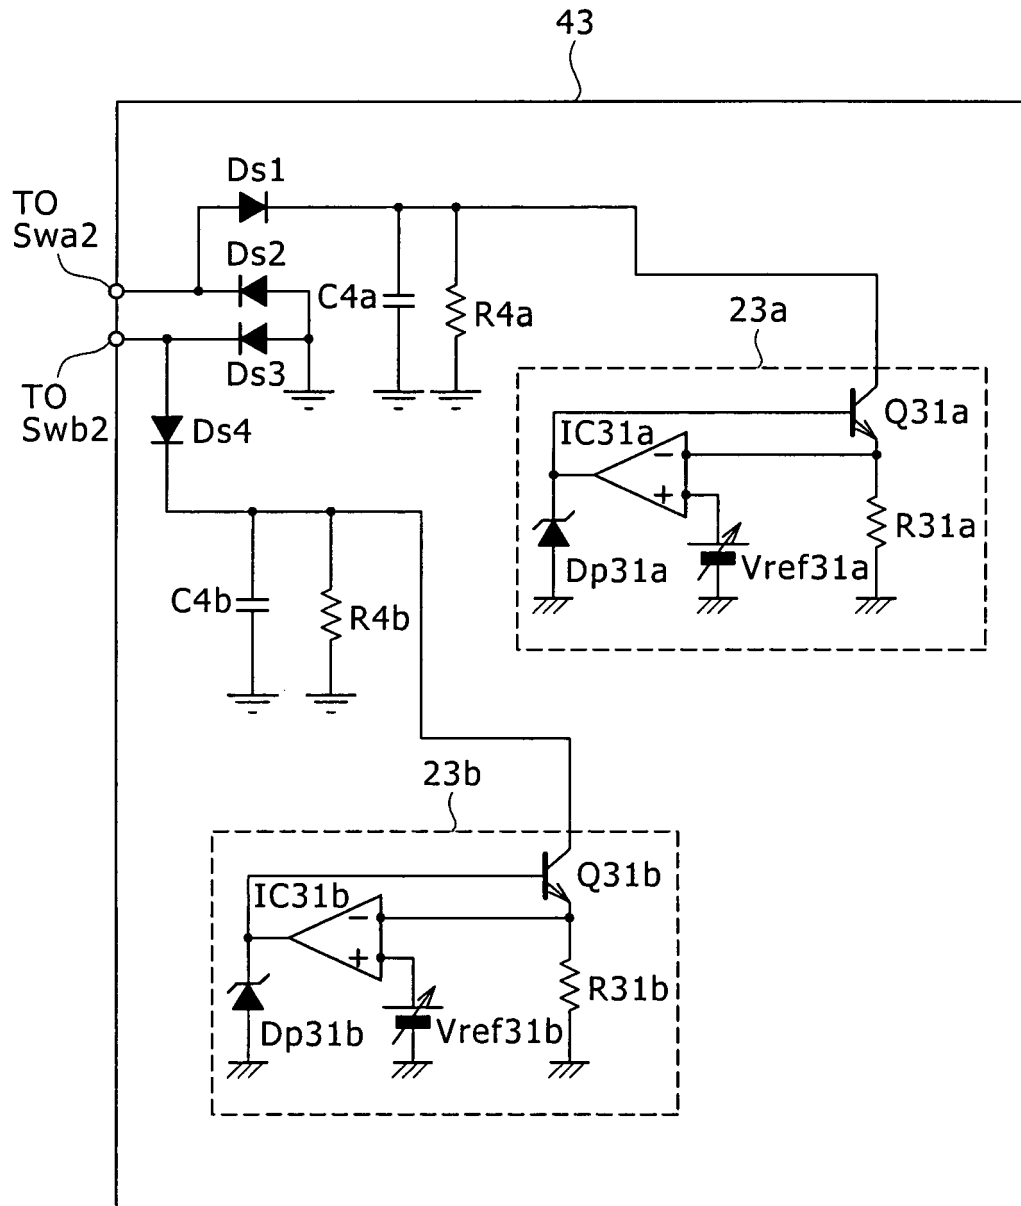 43
Ds1
TO
Swa2
Ds2
C4a
R4a
23a
Ds3
TO
Swb2
Ds4
IC31a
Q31a
−
+
R31a
Dp31a
Vref31a
C4b
R4b
23b
IC31b
Q31b
−
+
R31b
Dp31b
Vref31b